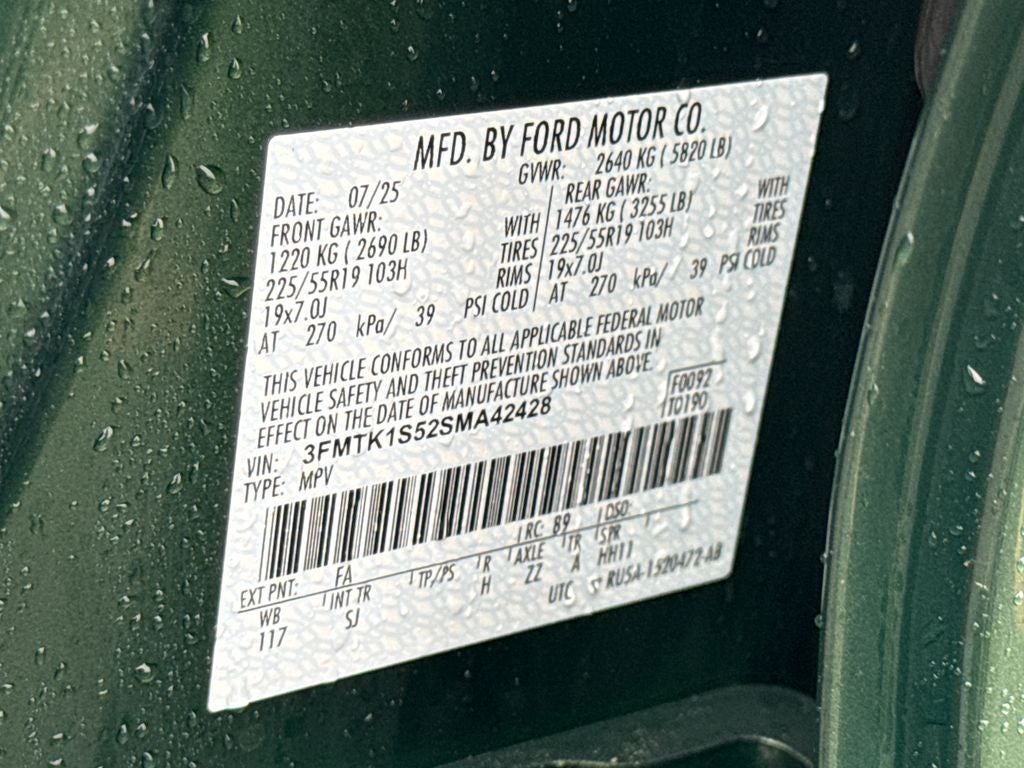 MFD. BY FORD MOTOR CO.
DATE: 07/25 GVWR: 2640 KG ( 5820 LB)
FRONT GAWR: REAR GAWR:
1220 KG ( 2690 LB) WITH 1476 KG ( 3255 LB) WITH
225/55R19 103H TIRES 225/55R19 103H TIRES
19x7.0J RIMS 19x7.0J RIMS
AT 270 kPa/ 39 PSI COLD AT 270 kPa/ 39 PSI COLD
THIS VEHICLE CONFORMS TO ALL APPLICABLE FEDERAL MOTOR
VEHICLE SAFETY AND THEFT PREVENTION STANDARDS IN
EFFECT ON THE DATE OF MANUFACTURE SHOWN ABOVE.
F0092
VIN: 3FMTK1S52SMA42428 1T0190
TYPE: MPV
EXT PNT: FA RC: B9 DSO:
WB INT TR TP/PS R AXLE TR SPR
117 SJ H ZZ A HH11
UTC RU5A-1520472-AB